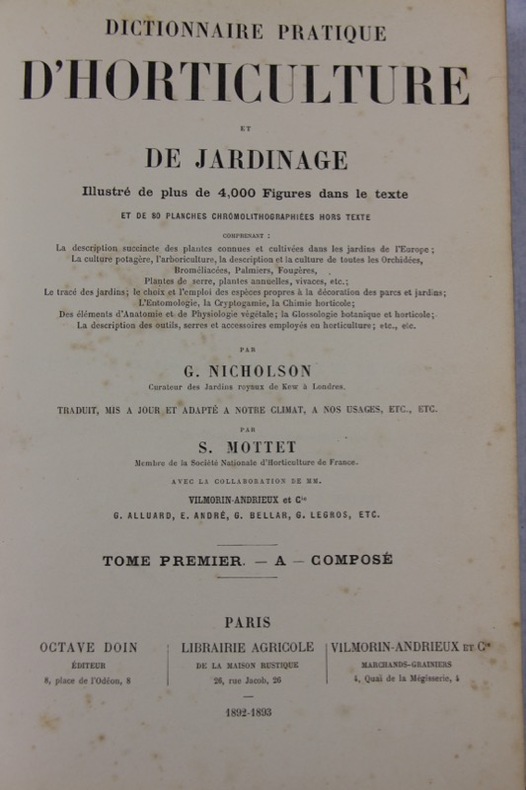 DICTIONNAIRE PRATIQUE
D'HORTICULTURE
ET
DE JARDINAGE
Illustré de plus de 4,000 Figures dans le texte
ET DE 80 PLANCHES CHROMOLITHOGRAPHIÉES HORS TEXTE
COMPRENANT :
La description succincte des plantes connues et cultivées dans les jardins de l'Europe ;
La culture potagère, l'arboriculture, la description et la culture de toutes les Orchidées,
Broméliacées, Palmiers, Fougères,
Plantes de serre, plantes annuelles, vivaces, etc.;
Le tracé des jardins; le choix et l'emploi des espèces propres à la décoration des parcs et jardins;
L'Entomologie, la Cryptogamie, la Chimie horticole;
Des éléments d'Anatomie et de Physiologie végétale; la Glossologie botanique et horticole;
La description des outils, serres et accessoires employés en horticulture; etc., etc.
PAR
G. NICHOLSON
Curateur des Jardins royaux de Kew à Londres.
TRADUIT, MIS A JOUR ET ADAPTÉ A NOTRE CLIMAT, A NOS USAGES, ETC., ETC.
PAR
S. MOTTET
Membre de la Société Nationale d'Horticulture de France.
AVEC LA COLLABORATION DE MM.
VILMORIN-ANDRIEUX et Cie
G. ALLUARD, E. ANDRÉ, G. BELLAR, G. LEGROS, ETC.
TOME PREMIER. — A — COMPOSÉ
PARIS
OCTAVE DOIN
ÉDITEUR
8, place de l'Odéon, 8
LIBRAIRIE AGRICOLE
DE LA MAISON RUSTIQUE
26, rue Jacob, 26
VILMORIN-ANDRIEUX ET Cie
MARCHANDS-GRAINIERS
4, Quai de la Mégisserie, 4
1892-1893